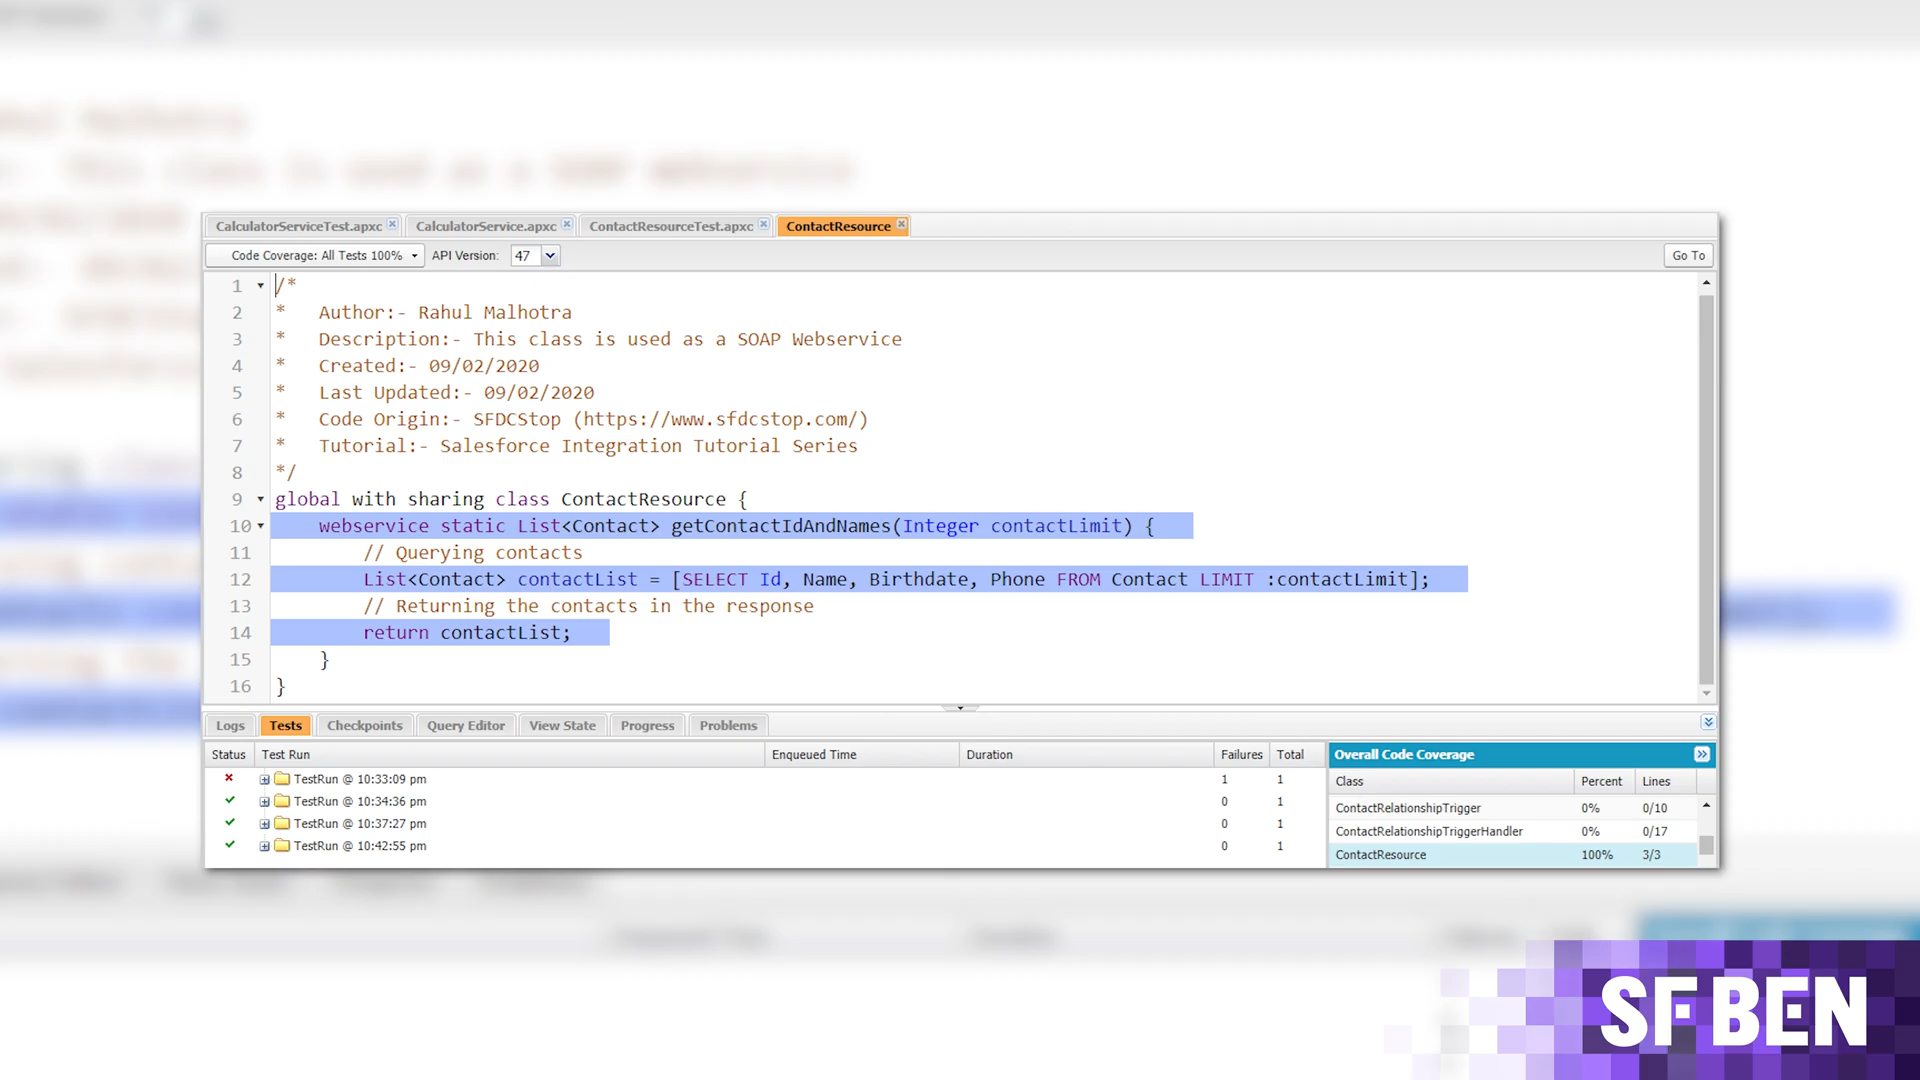 CalculatorServiceTest.apxc CalculatorService.apxc ContactResourceTest.apxc ContactResource
Code Coverage: All Tests 100% API Version: 47 Go To
1 /*
2 * Author:- Rahul Malhotra
3 * Description:- This class is used as a SOAP Webservice
4 * Created:- 09/02/2020
5 * Last Updated:- 09/02/2020
6 * Code Origin:- SFDCStop (https://www.sfdcstop.com/)
7 * Tutorial:- Salesforce Integration Tutorial Series
8 */
9 global with sharing class ContactResource {
10 webservice static List<Contact> getContactIdAndNames(Integer contactLimit) {
11 // Querying contacts
12 List<Contact> contactList = [SELECT Id, Name, Birthdate, Phone FROM Contact LIMIT :contactLimit];
13 // Returning the contacts in the response
14 return contactList;
15 }
16 }
Logs Tests Checkpoints Query Editor View State Progress Problems
Status Test Run Enqueued Time Duration Failures Total
TestRun @ 10:33:09 pm 1 1
TestRun @ 10:34:36 pm 0 1
TestRun @ 10:37:27 pm 0 1
TestRun @ 10:42:55 pm 0 1
Overall Code Coverage
Class Percent Lines
ContactRelationshipTrigger 0% 0/10
ContactRelationshipTriggerHandler 0% 0/17
ContactResource 100% 3/3
SF BEN